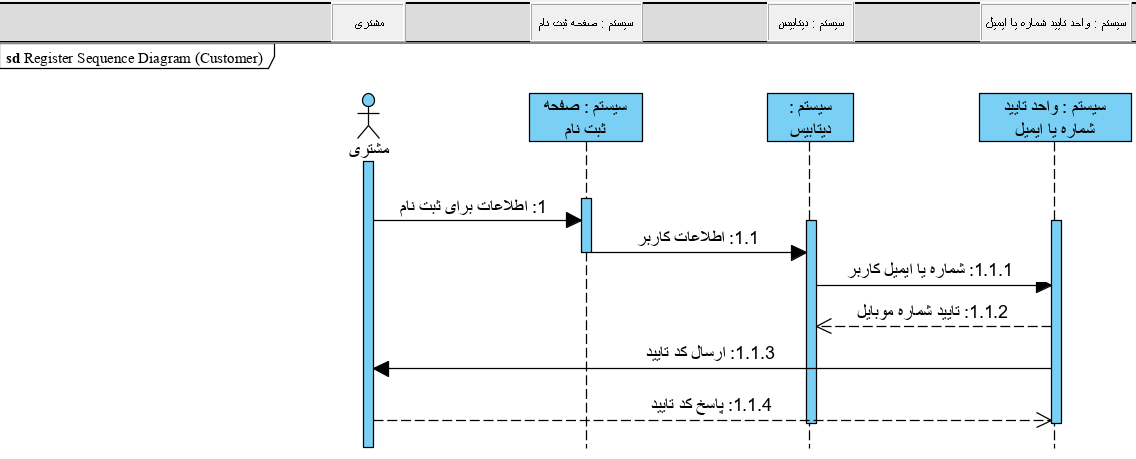 مشتری
سیستم : صفحه ثبت نام
سیستم : دیتابیس
سیستم : واحد تایید شماره یا ایمیل
sd Register Sequence Diagram (Customer)
مشتری
سیستم : صفحه
ثبت نام
سیستم :
دیتابیس
سیستم : واحد تایید
شماره یا ایمیل
1: اطلاعات برای ثبت نام
1.1: اطلاعات کاربر
1.1.1: شماره یا ایمیل کاربر
1.1.2: تایید شماره موبایل
1.1.3: ارسال کد تایید
1.1.4: پاسخ کد تایید